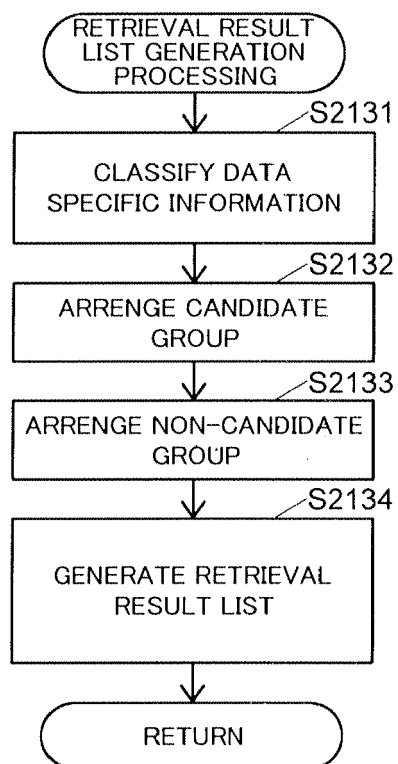 RETRIEVAL RESULT
LIST GENERATION
PROCESSING
S2131
CLASSIFY DATA
SPECIFIC INFORMATION
S2132
ARRENGE CANDIDATE
GROUP
S2133
ARRENGE NON-CANDIDATE
GROUP
S2134
GENERATE RETRIEVAL
RESULT LIST
RETURN